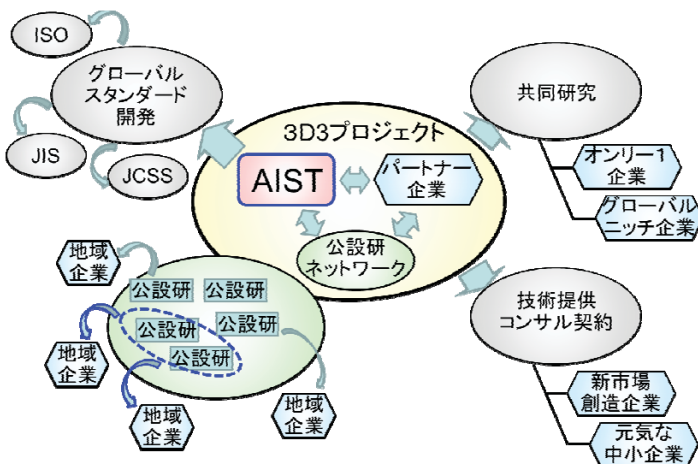 ISO
グローバル
スタンダード
開発
JIS
JCSS
3D3プロジェクト
AIST
パートナー
企業
公設研
ネットワーク
共同研究
オンリー1
企業
グローバル
ニッチ企業
地域
企業
公設研
公設研
公設研
公設研
公設研
地域
企業
地域
企業
地域
企業
技術提供
コンサル契約
新市場
創造企業
元気な
中小企業